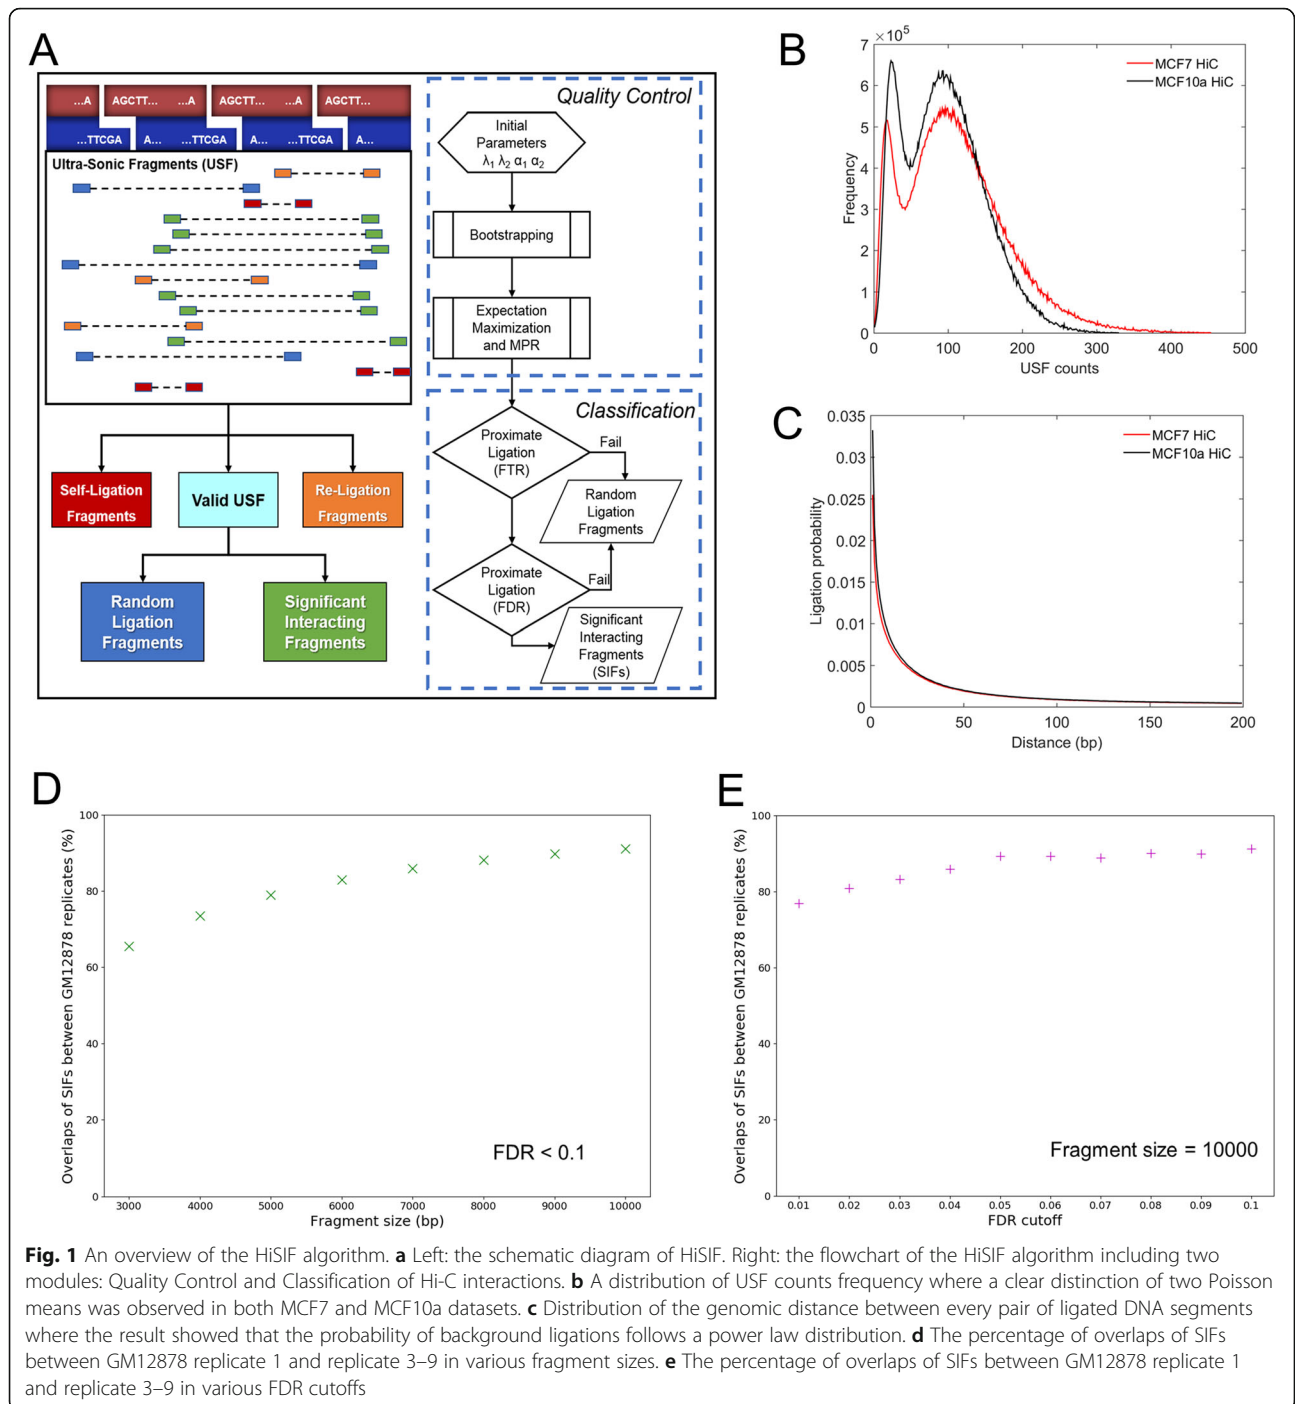 A
...A AGCTT... ...A AGCTT... ...A AGCTT...
...TTCGA A... ...TTCGA A... ...TTCGA A...
Ultra-Sonic Fragments (USF)
Self-Ligation
Fragments
Valid USF
Re-Ligation
Fragments
Random
Ligation
Fragments
Significant
Interacting
Fragments
Quality Control
Initial
Parameters
λ1 λ2 α1 α2
Bootstrapping
Expectation
Maximization
and MPR
Classification
Proximate
Ligation
(FTR)
Fail
Random
Ligation
Fragments
Proximate
Ligation
(FDR)
Fail
Significant
Interacting
Fragments
(SIFs)
B
×10^5
7
6
5
4
3
2
1
0
Frequency
MCF7 HiC
MCF10a HiC
0 100 200 300 400 500
USF counts
C
0.035
0.03
0.025
0.02
0.015
0.01
0.005
0
Ligation probability
MCF7 HiC
MCF10a HiC
0 50 100 150 200
Distance (bp)
D
100
80
60
40
20
0
Overlaps of SIFs between GM12878 replicates (%)
FDR < 0.1
3000 4000 5000 6000 7000 8000 9000 10000
Fragment size (bp)
E
100
80
60
40
20
0
Overlaps of SIFs between GM12878 replicates (%)
Fragment size = 10000
0.01 0.02 0.03 0.04 0.05 0.06 0.07 0.08 0.09 0.1
FDR cutoff
Fig. 1 An overview of the HiSIF algorithm. a Left: the schematic diagram of HiSIF. Right: the flowchart of the HiSIF algorithm including two
modules: Quality Control and Classification of Hi-C interactions. b A distribution of USF counts frequency where a clear distinction of two Poisson
means was observed in both MCF7 and MCF10a datasets. c Distribution of the genomic distance between every pair of ligated DNA segments
where the result showed that the probability of background ligations follows a power law distribution. d The percentage of overlaps of SIFs
between GM12878 replicate 1 and replicate 3–9 in various fragment sizes. e The percentage of overlaps of SIFs between GM12878 replicate 1
and replicate 3–9 in various FDR cutoffs